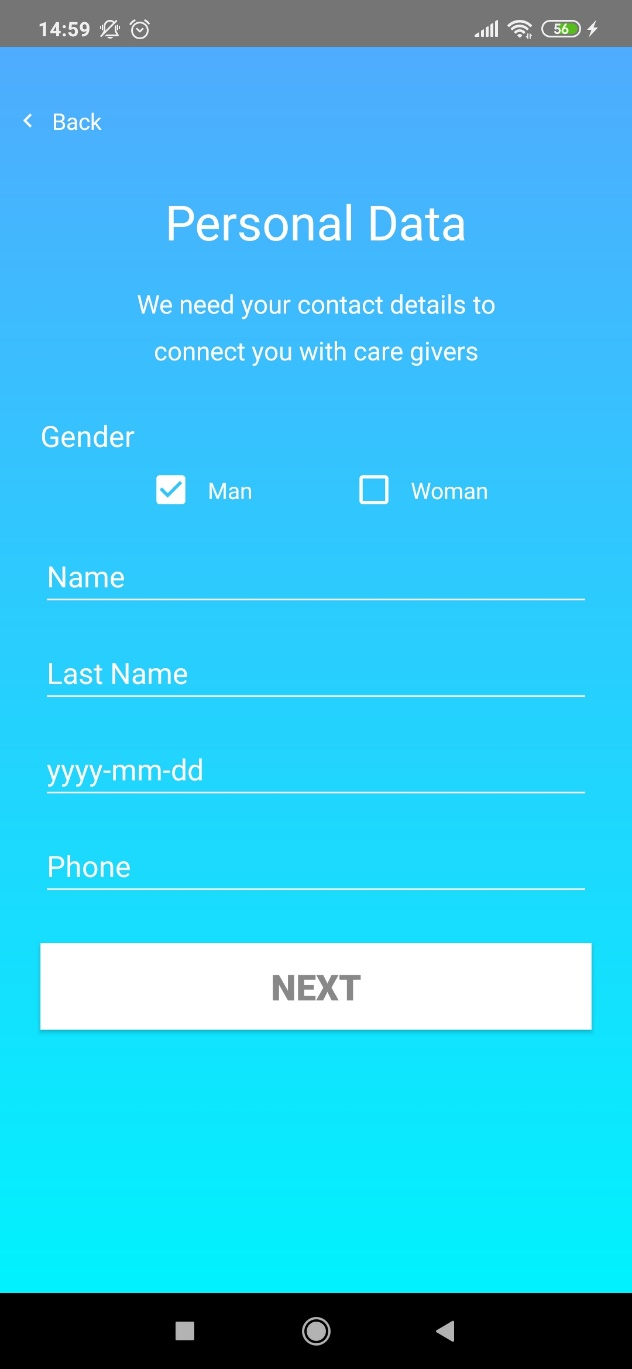 14:59
56
Back
Personal Data
We need your contact details to
connect you with care givers
Gender
Man
Woman
Name
Last Name
yyyy-mm-dd
Phone
NEXT